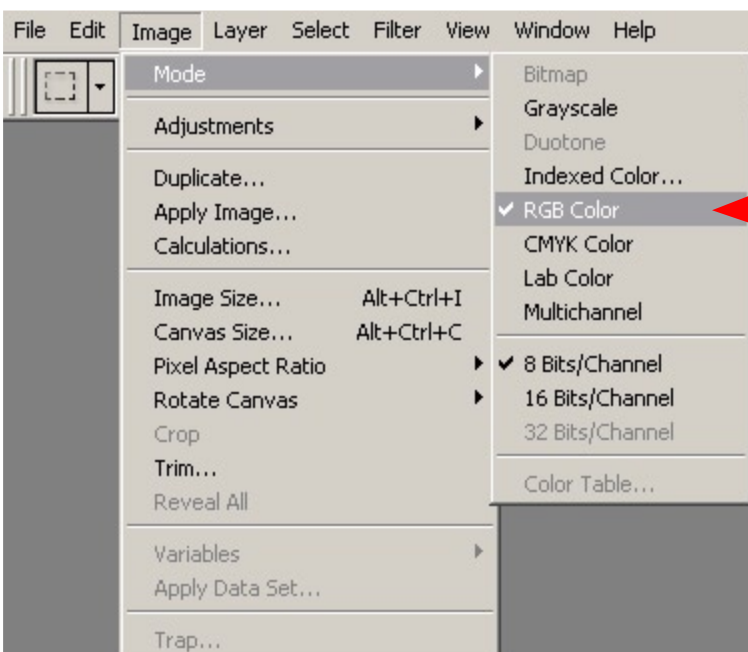 File Edit Image Layer Select Filter View Window Help
Mode
Adjustments
Duplicate...
Apply Image...
Calculations...
Image Size... Alt+Ctrl+I
Canvas Size... Alt+Ctrl+C
Pixel Aspect Ratio
Rotate Canvas
Crop
Trim...
Reveal All
Variables
Apply Data Set...
Trap...
Bitmap
Grayscale
Duotone
Indexed Color...
RGB Color
CMYK Color
Lab Color
Multichannel
8 Bits/Channel
16 Bits/Channel
32 Bits/Channel
Color Table...